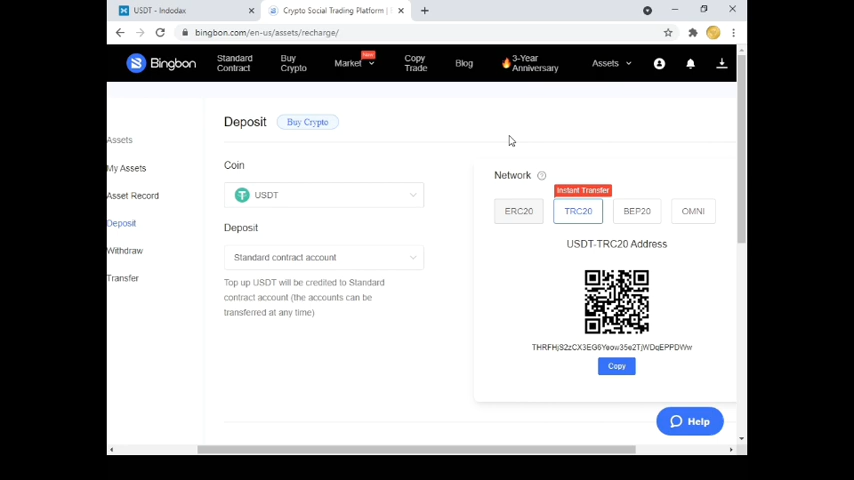 USDT - Indodax
Crypto Social Trading Platform |
bingbon.com/en-us/assets/recharge/
Bingbon
Standard Contract
Buy Crypto
Market
New
Copy Trade
Blog
3-Year Anniversary
Assets
Deposit
Buy Crypto
Assets
My Assets
Asset Record
Deposit
Withdraw
Transfer
Coin
USDT
Deposit
Standard contract account
Top up USDT will be credited to Standard
contract account (the accounts can be
transferred at any time)
Network
Instant Transfer
ERC20
TRC20
BEP20
OMNI
USDT-TRC20 Address
Copy
Help